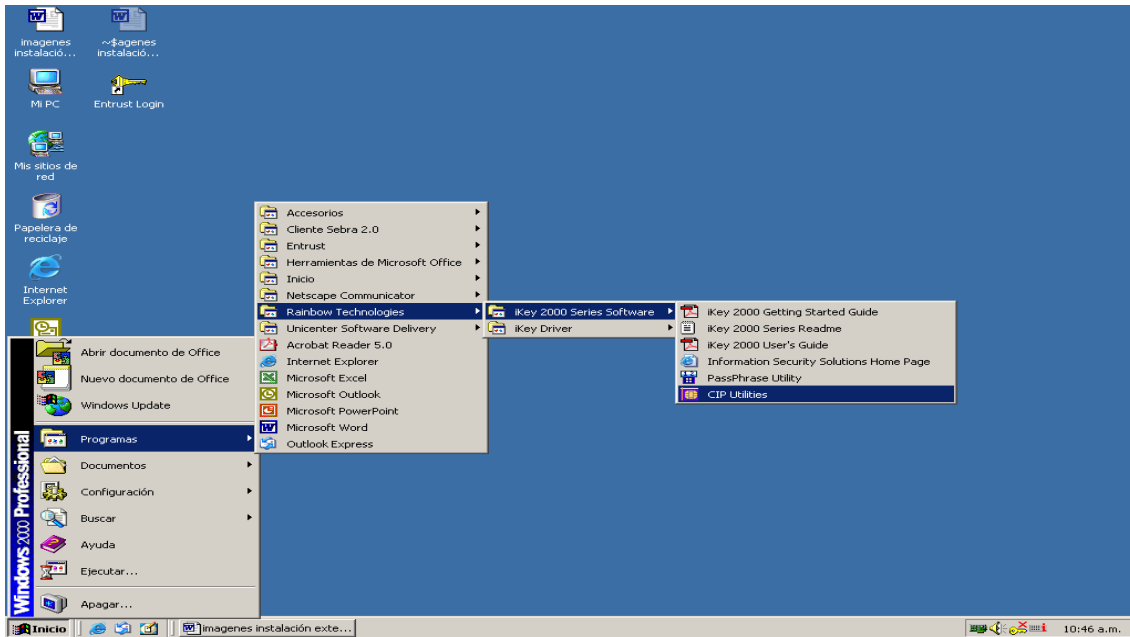 imagenes
instalació...
~$agenes
instalació...
Mi PC
Entrust Login
Mis sitios de
red
Papelera de
reciclaje
Internet
Explorer
Windows 2000 Professional
Abrir documento de Office
Nuevo documento de Office
Windows Update
Programas
Documentos
Configuración
Buscar
Ayuda
Ejecutar...
Apagar...
Accesorios
Cliente Sebra 2.0
Entrust
Herramientas de Microsoft Office
Inicio
Netscape Communicator
Rainbow Technologies
Unicenter Software Delivery
Acrobat Reader 5.0
Internet Explorer
Microsoft Excel
Microsoft Outlook
Microsoft PowerPoint
Microsoft Word
Outlook Express
iKey 2000 Series Software
iKey Driver
iKey 2000 Getting Started Guide
iKey 2000 Series Readme
iKey 2000 User's Guide
Information Security Solutions Home Page
PassPhrase Utility
CIP Utilities
Inicio
imagenes instalación exte...
10:46 a.m.